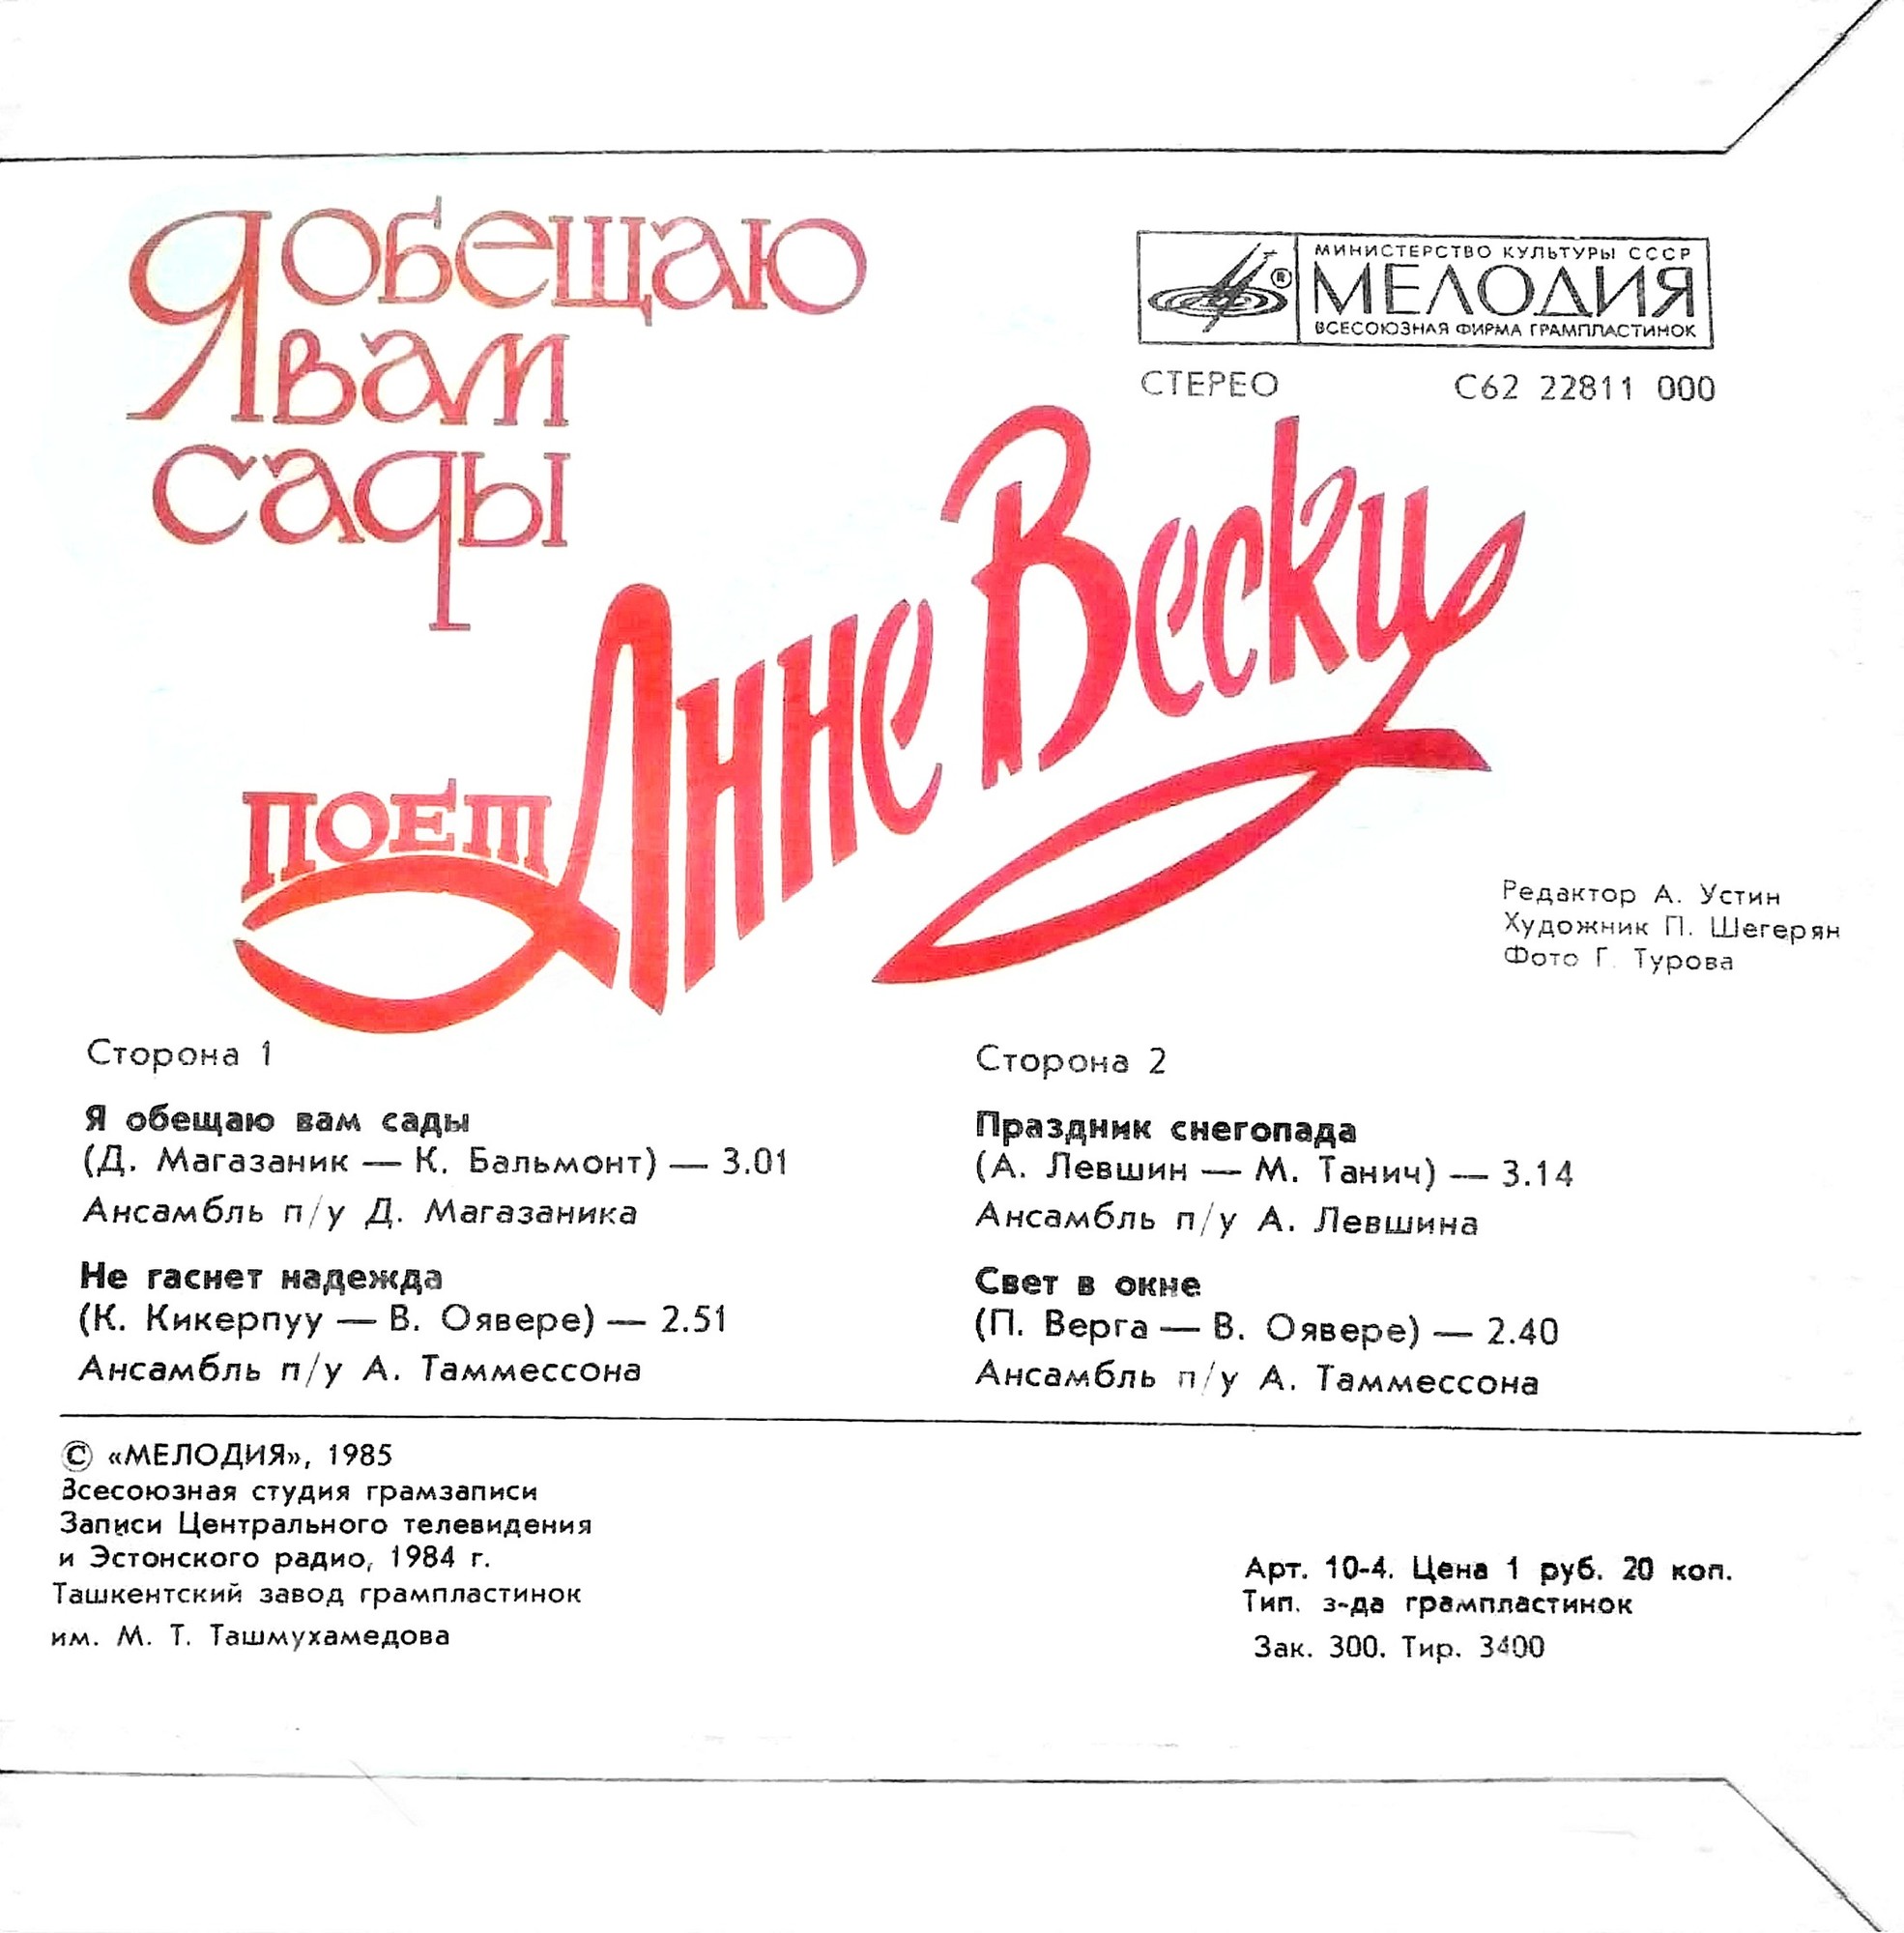 Я обещаю
вам
сады
МИНИСТЕРСТВО КУЛЬТУРЫ СССР
МЕЛОДИЯ
ВСЕСОЮЗНАЯ ФИРМА ГРАМПЛАСТИНОК
®
СТЕРЕО С62 22811 000
поет Анне Вески
Редактор А. Устин
Художник П. Шегерян
Фото Г. Турова
Сторона 1
Я обещаю вам сады
(Д. Магазаник — К. Бальмонт) — 3.01
Ансамбль п/у Д. Магазаника
Не гаснет надежда
(К. Кикерпуу — В. Оявере) — 2.51
Ансамбль п/у А. Таммессона
Сторона 2
Праздник снегопада
(А. Левшин — М. Танич) — 3.14
Ансамбль п/у А. Левшина
Свет в окне
(П. Верга — В. Оявере) — 2.40
Ансамбль п/у А. Таммессона
© «МЕЛОДИЯ», 1985
Всесоюзная студия грамзаписи
Записи Центрального телевидения
и Эстонского радио, 1984 г.
Ташкентский завод грампластинок
им. М. Т. Ташмухамедова
Арт. 10-4. Цена 1 руб. 20 коп.
Тип. з-да грампластинок
Зак. 300. Тир. 3400